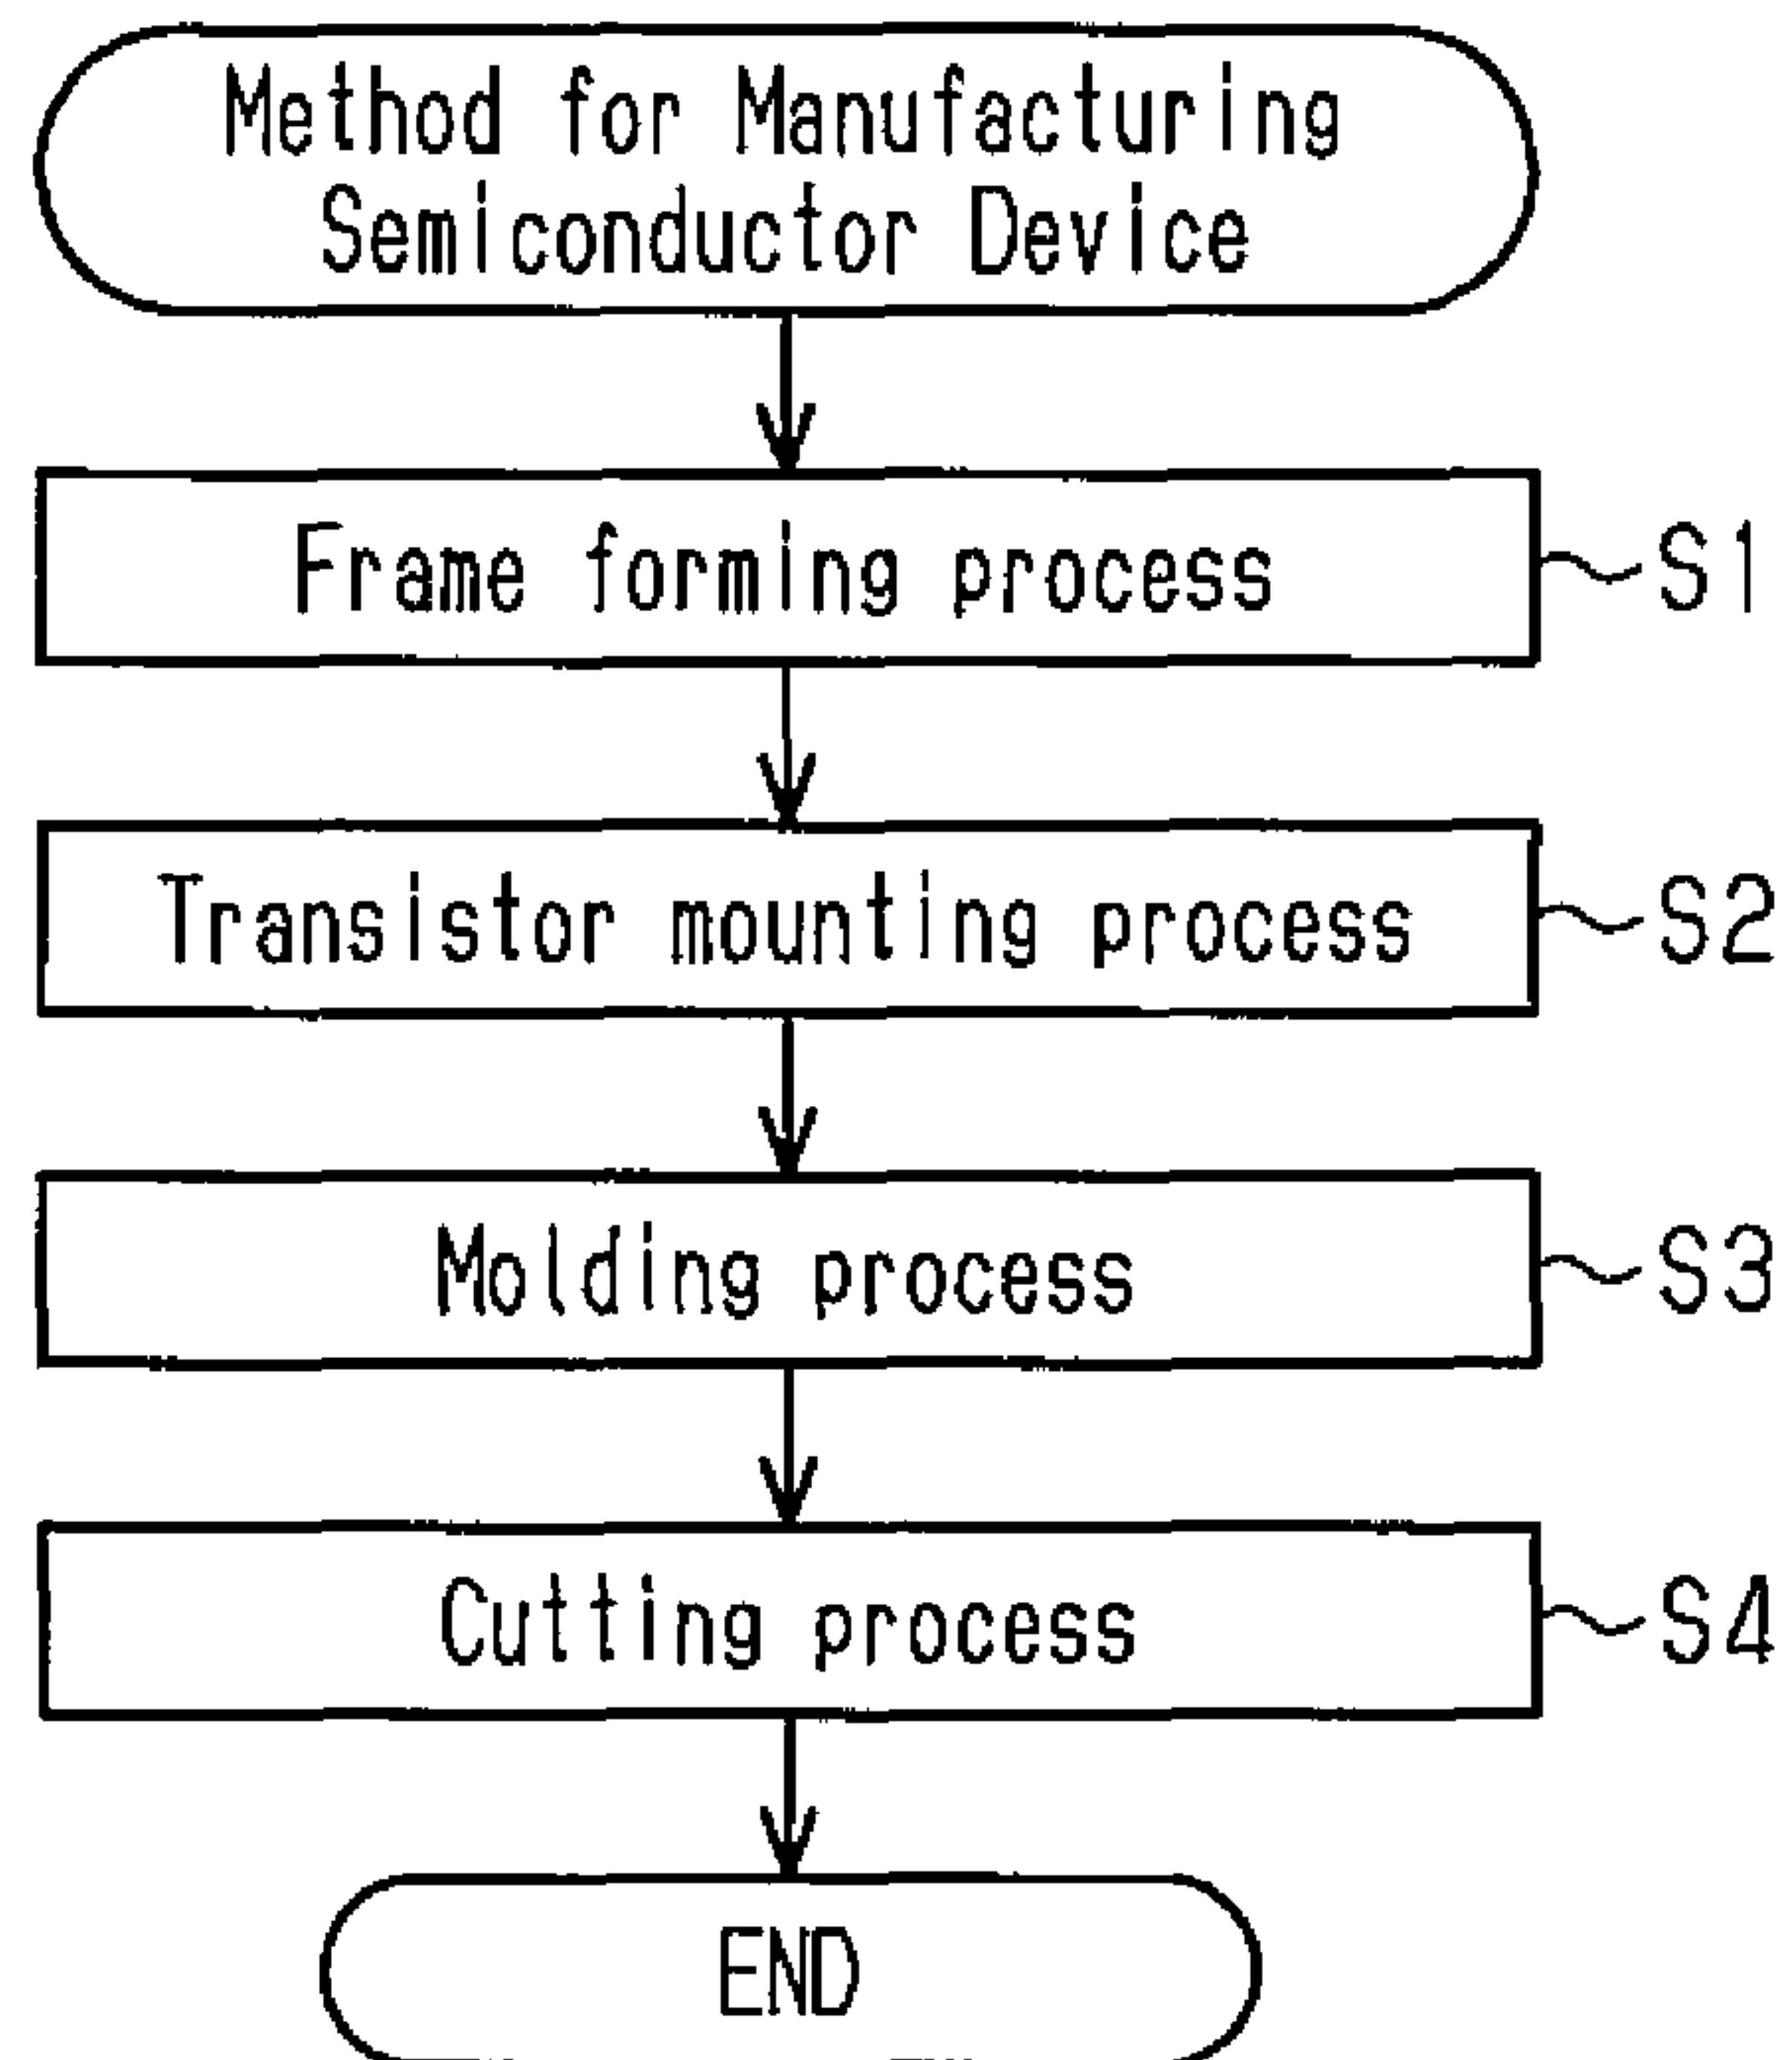 Method for Manufacturing
Semiconductor Device
Frame forming process
S1
Transistor mounting process
S2
Molding process
S3
Cutting process
S4
END